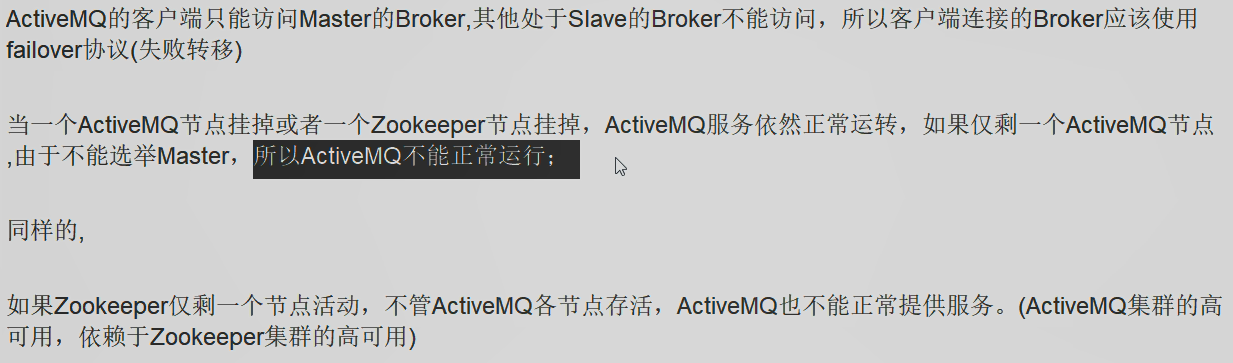 ActiveMQ的客户端只能访问Master的Broker,其他处于Slave的Broker不能访问，所以客户端连接的Broker应该使用
failover协议(失败转移)
当一个ActiveMQ节点挂掉或者一个Zookeeper节点挂掉，ActiveMQ服务依然正常运转，如果仅剩一个ActiveMQ节点
,由于不能选举Master，所以ActiveMQ不能正常运行；
同样的,
如果Zookeeper仅剩一个节点活动，不管ActiveMQ各节点存活，ActiveMQ也不能正常提供服务。(ActiveMQ集群的高
可用，依赖于Zookeeper集群的高可用)